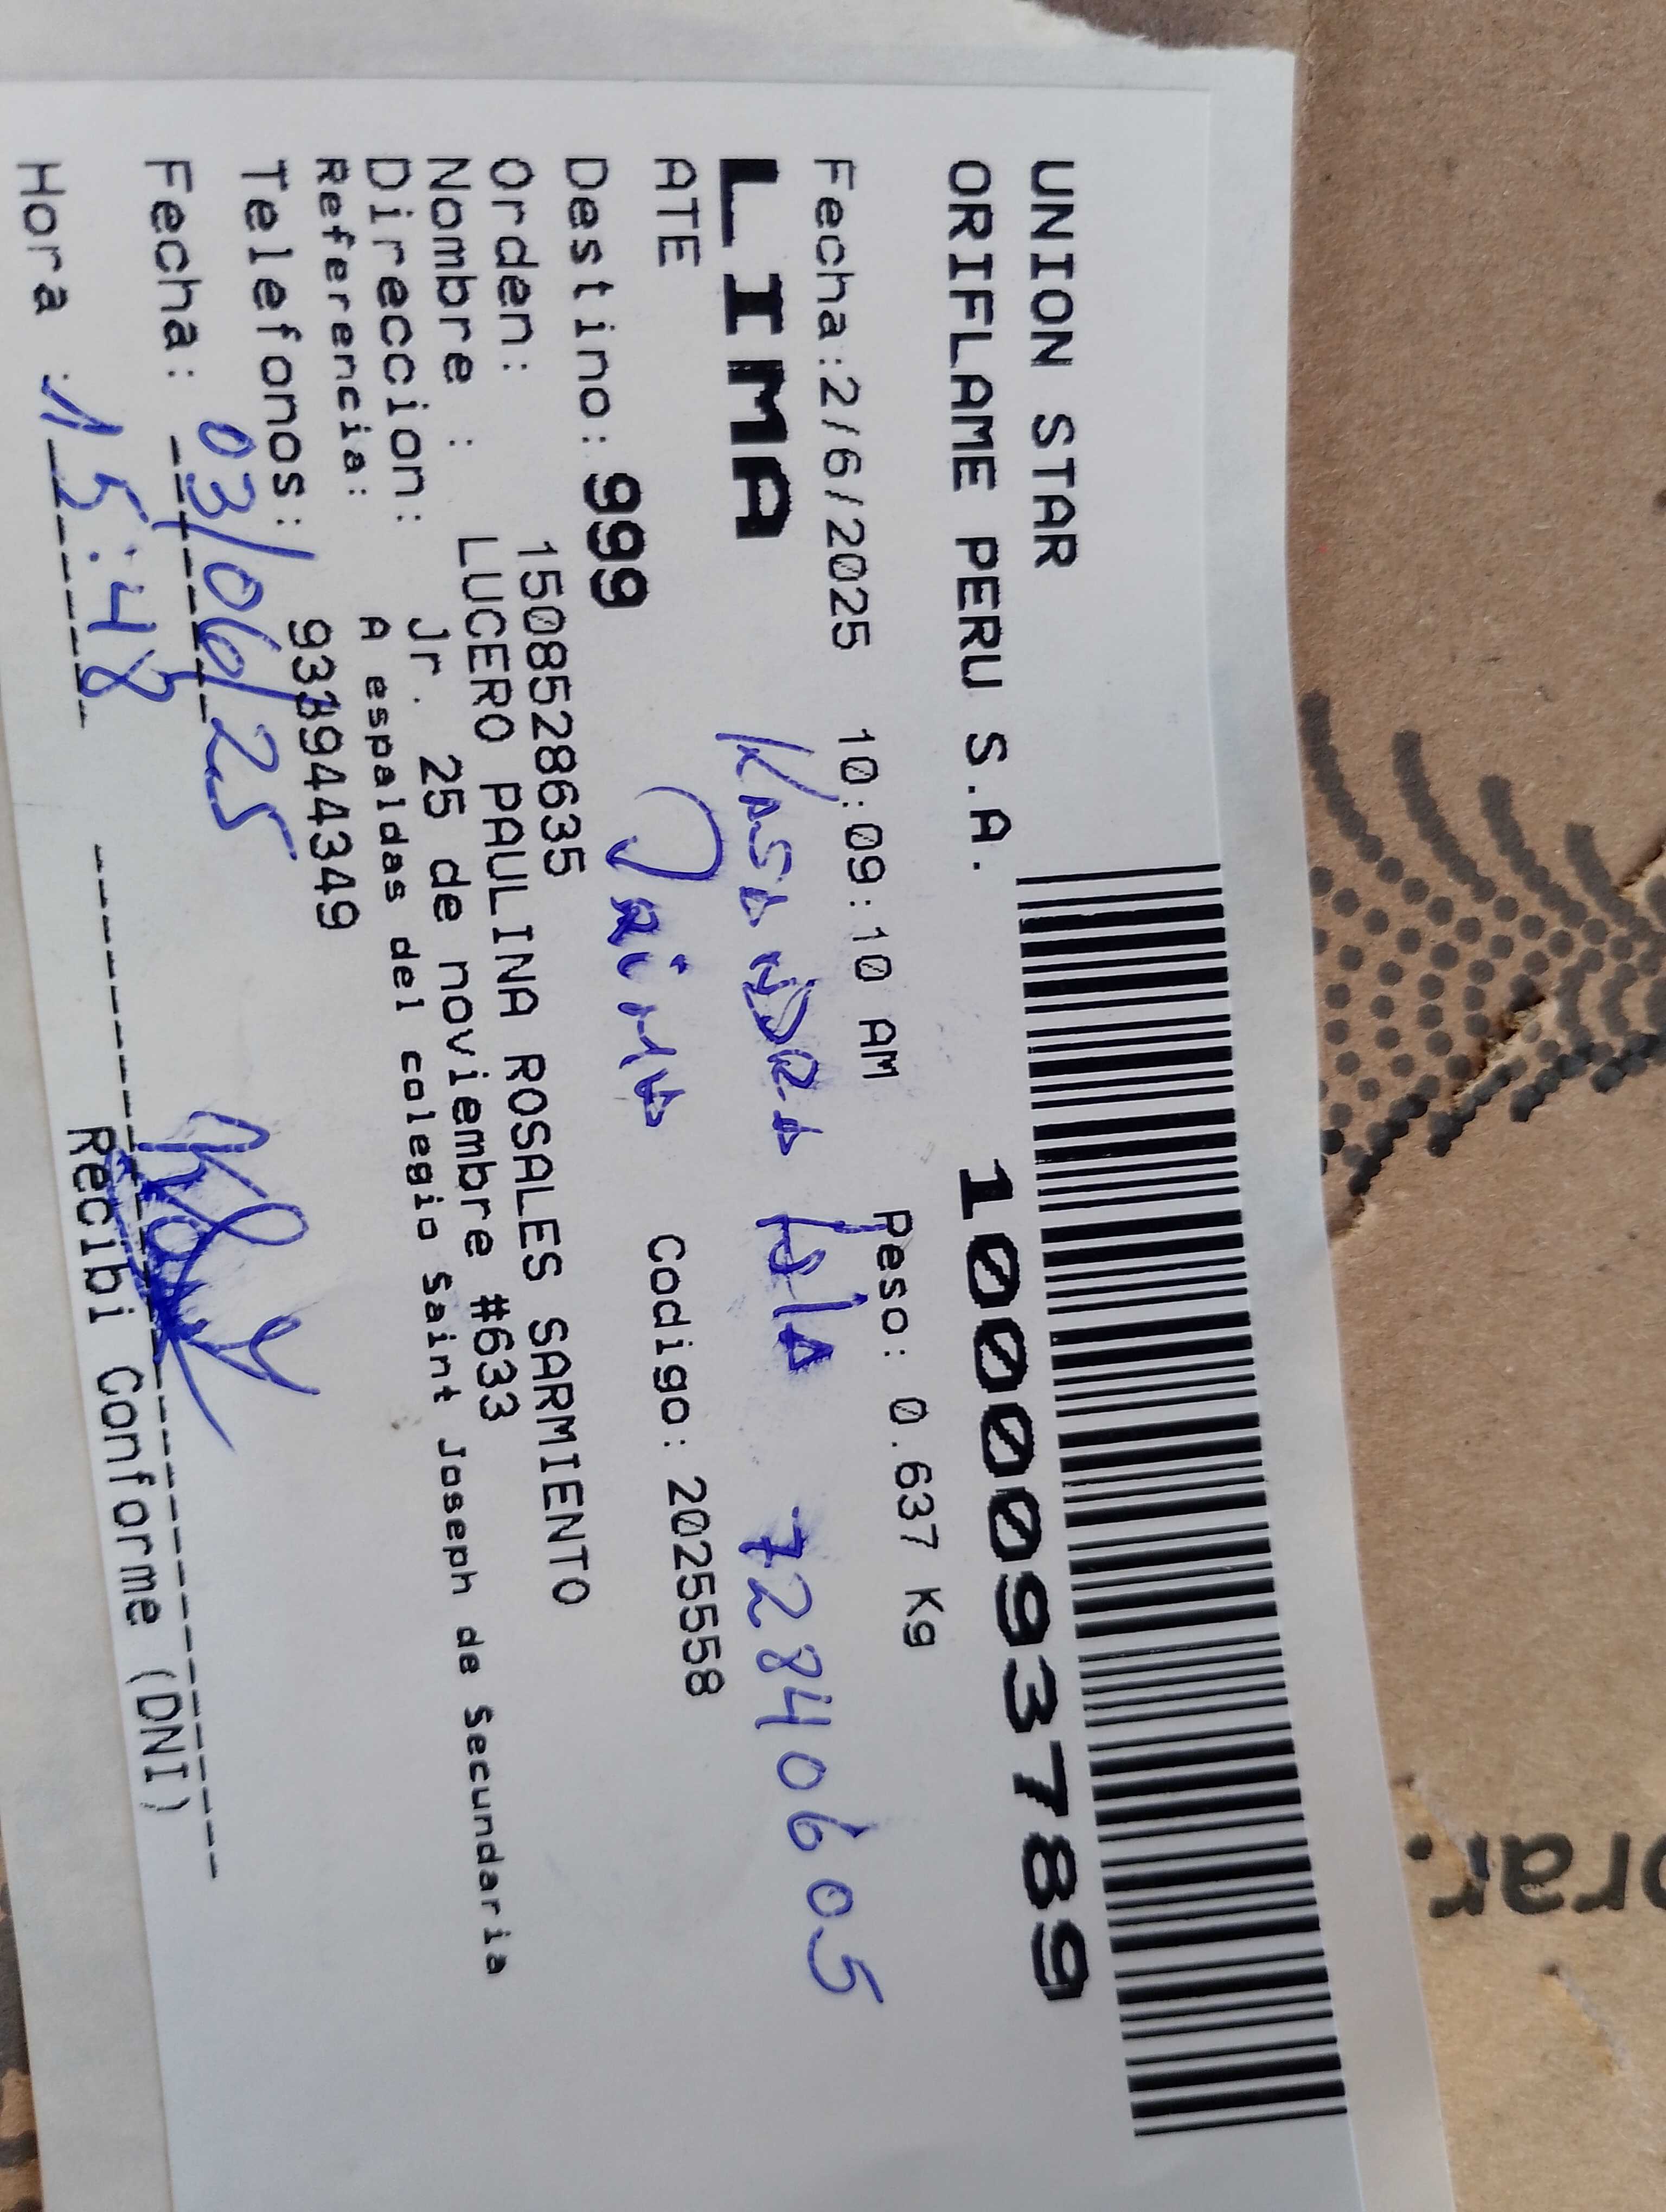 UNION STAR
ORIFLAME PERU S.A.
1000093789
Fecha:2/6/2025 10:09:10 AM Peso: 0.637 Kg
LIMA
72840605
ATE
Codigo: 2025558
Destino: 999
Orden: 1508528635
Nombre : LUCERO PAULINA ROSALES SARMIENTO
Direccion: Jr. 25 de noviembre #633
Referencia: A espaldas del colegio Saint Joseph de Secundaria
Telefonos:
Fecha: 03/06/25
Hora : 15:48
Recibi Conforme (DNI)
orar.